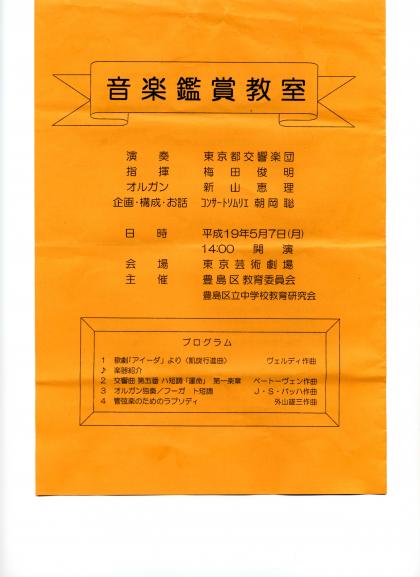 音楽鑑賞教室
演奏 東京都交響楽団
指揮 梅田俊明
オルガン 新山恵理
企画・構成・お話 コンサートソムリエ 朝岡聡
日時 平成19年5月7日(月)
14:00 開演
会場 東京芸術劇場
主催 豊島区教育委員会
豊島区立中学校教育研究会
プログラム
1 歌劇「アイーダ」より〈凱旋行進曲〉 ヴェルディ作曲
♪ 楽器紹介
2 交響曲 第五番 ハ短調「運命」 第一楽章 ベートーヴェン作曲
3 オルガン独奏／フーガ ト短調 J・S・バッハ作曲
4 管弦楽のためのラプソディ 外山雄三作曲